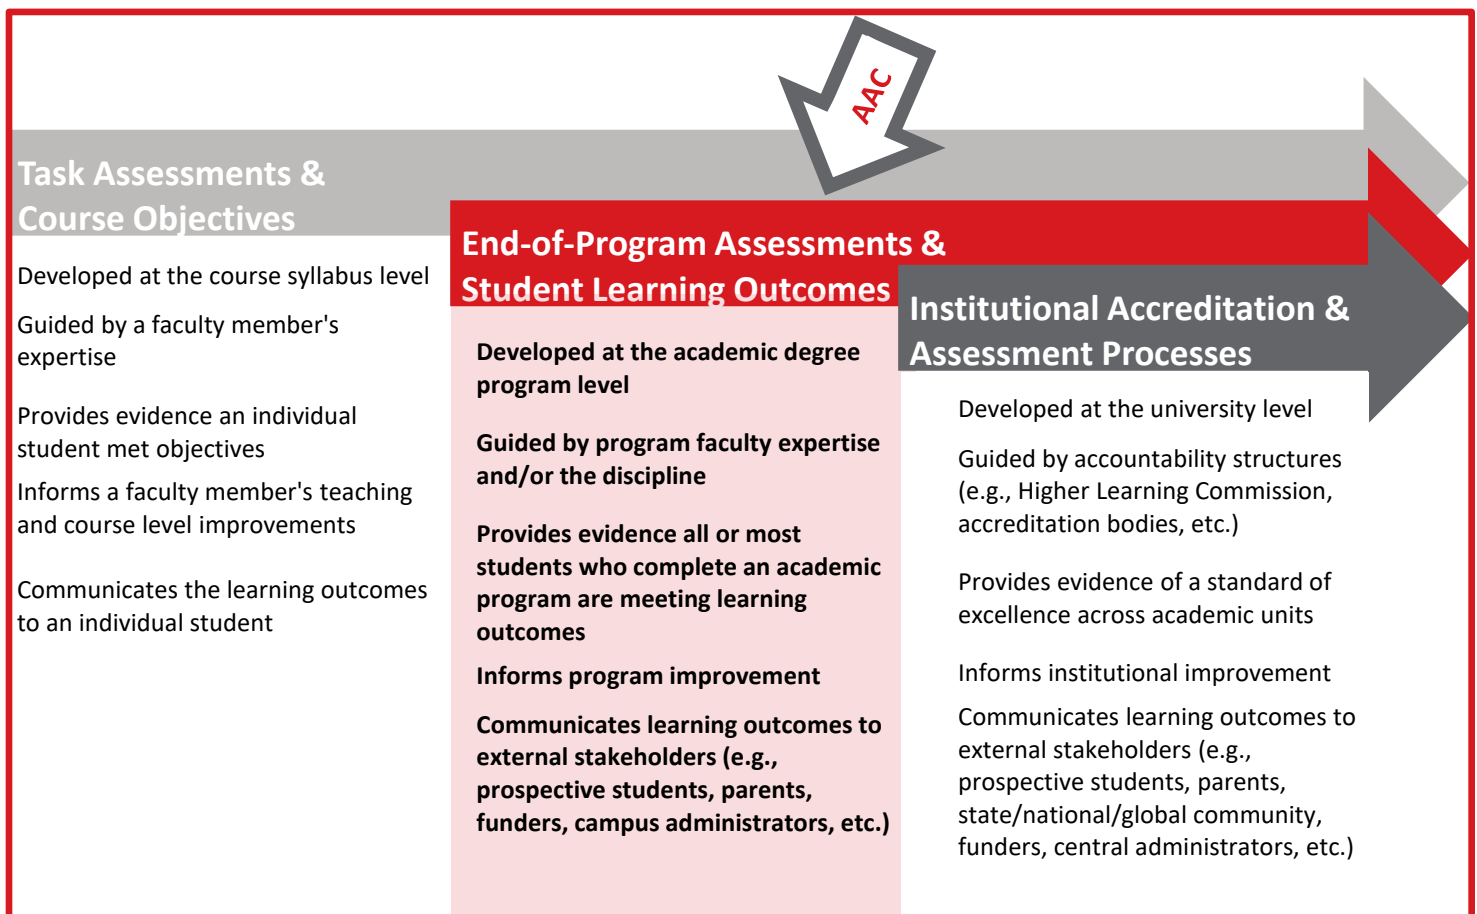 AAC
Task Assessments &
Course Objectives
Developed at the course syllabus level
Guided by a faculty member's
expertise
Provides evidence an individual
student met objectives
Informs a faculty member's teaching
and course level improvements
Communicates the learning outcomes
to an individual student
End-of-Program Assessments &
Student Learning Outcomes
Developed at the academic degree
program level
Guided by program faculty expertise
and/or the discipline
Provides evidence all or most
students who complete an academic
program are meeting learning
outcomes
Informs program improvement
Communicates learning outcomes to
external stakeholders (e.g.,
prospective students, parents,
funders, campus administrators, etc.)
Institutional Accreditation &
Assessment Processes
Developed at the university level
Guided by accountability structures
(e.g., Higher Learning Commission,
accreditation bodies, etc.)
Provides evidence of a standard of
excellence across academic units
Informs institutional improvement
Communicates learning outcomes to
external stakeholders (e.g.,
prospective students, parents,
state/national/global community,
funders, central administrators, etc.)